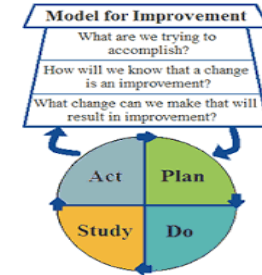 Model for Improvement
What are we trying to
accomplish?
How will we know that a change
is an improvement?
What change can we make that will
result in improvement?
Act
Plan
Study
Do